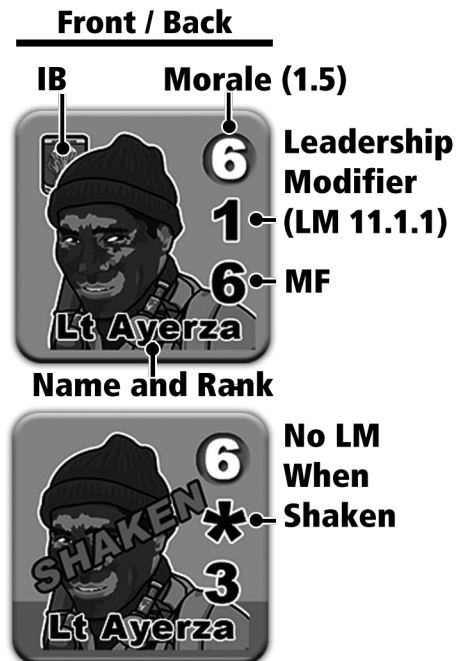 Front / Back
IB
Morale (1.5)
6
Leadership
Modifier
1
(LM 11.1.1)
6
MF
Lt Ayerza
Name and Rank
6
No LM
When
SHAKEN
*
Shaken
3
Lt Ayerza